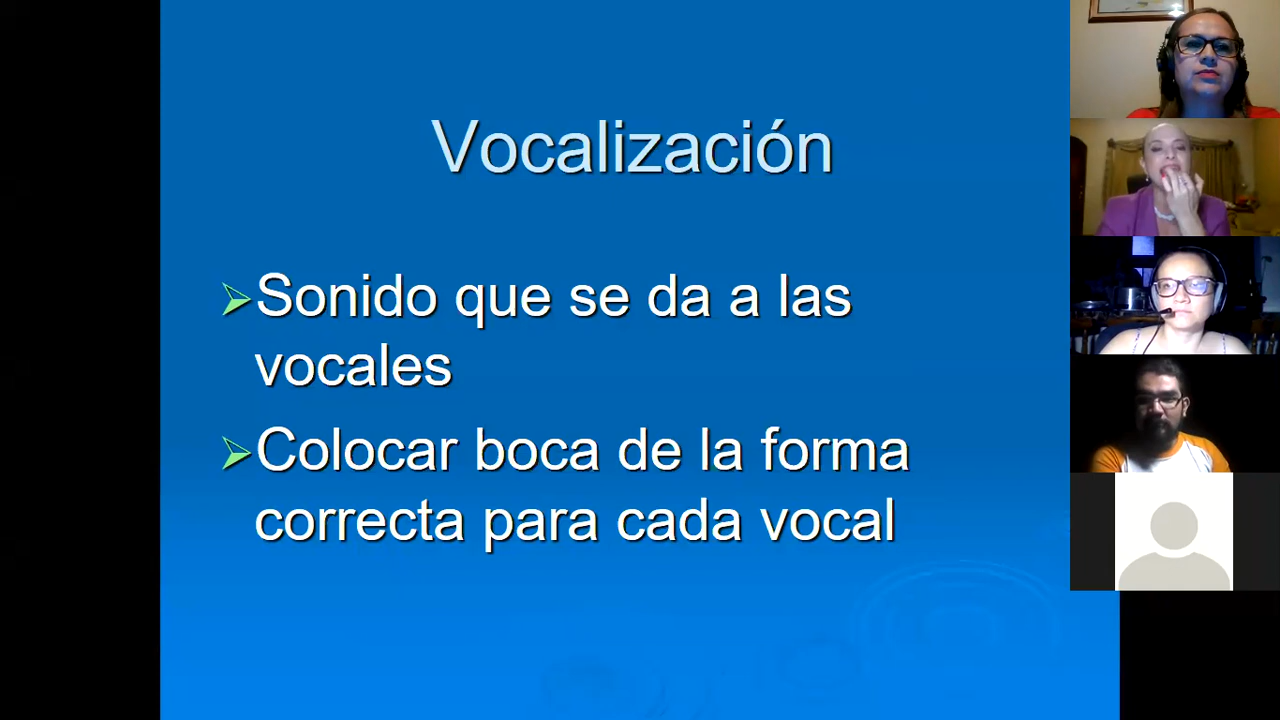 Vocalización
Sonido que se da a las
vocales
Colocar boca de la forma
correcta para cada vocal